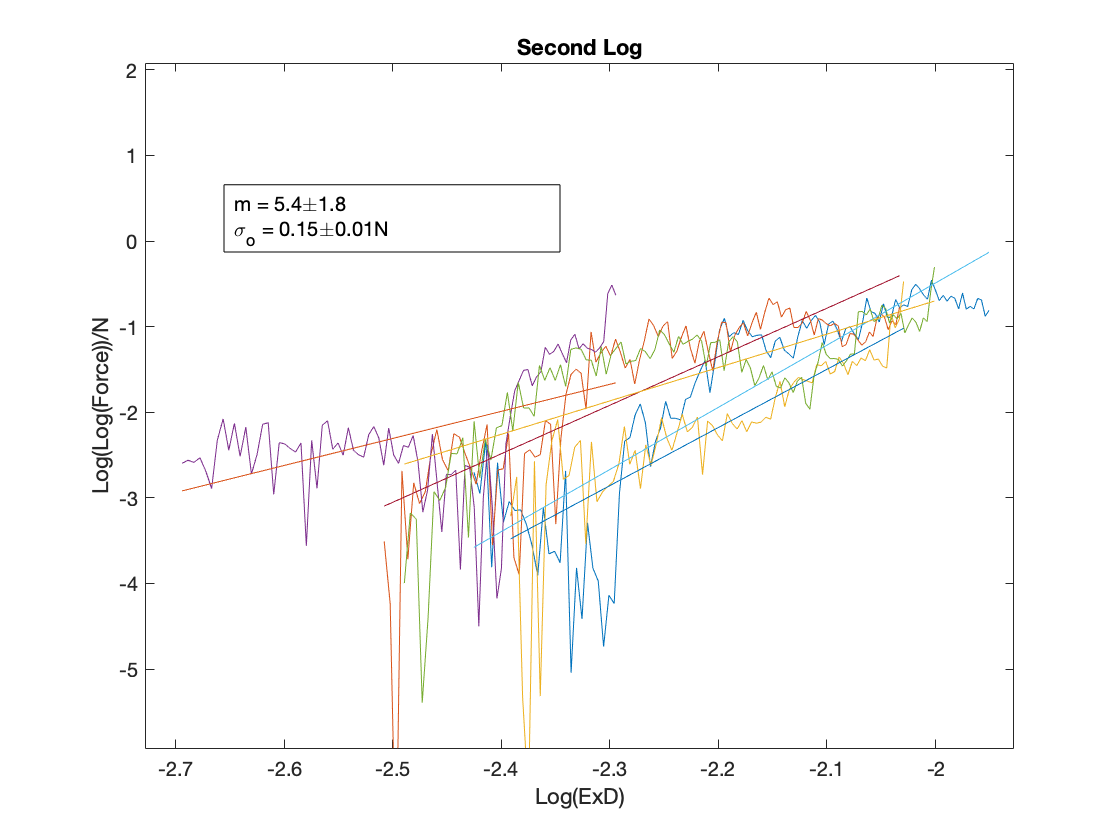 Second Log
2
1
0
-1
-2
-3
-4
-5
Log(Log(Force))/N
m = 5.4±1.8
σo = 0.15±0.01N
-2.7 -2.6 -2.5 -2.4 -2.3 -2.2 -2.1 -2
Log(ExD)